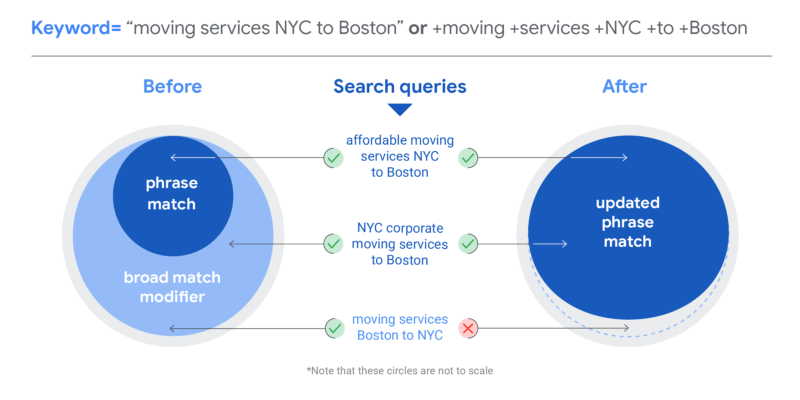 Keyword= “moving services NYC to Boston” or +moving +services +NYC +to +Boston
Before
Search queries
After
affordable moving
services NYC
to Boston
phrase
match
updated
phrase
match
NYC corporate
moving services
to Boston
broad match
modifier
moving services
Boston to NYC
*Note that these circles are not to scale